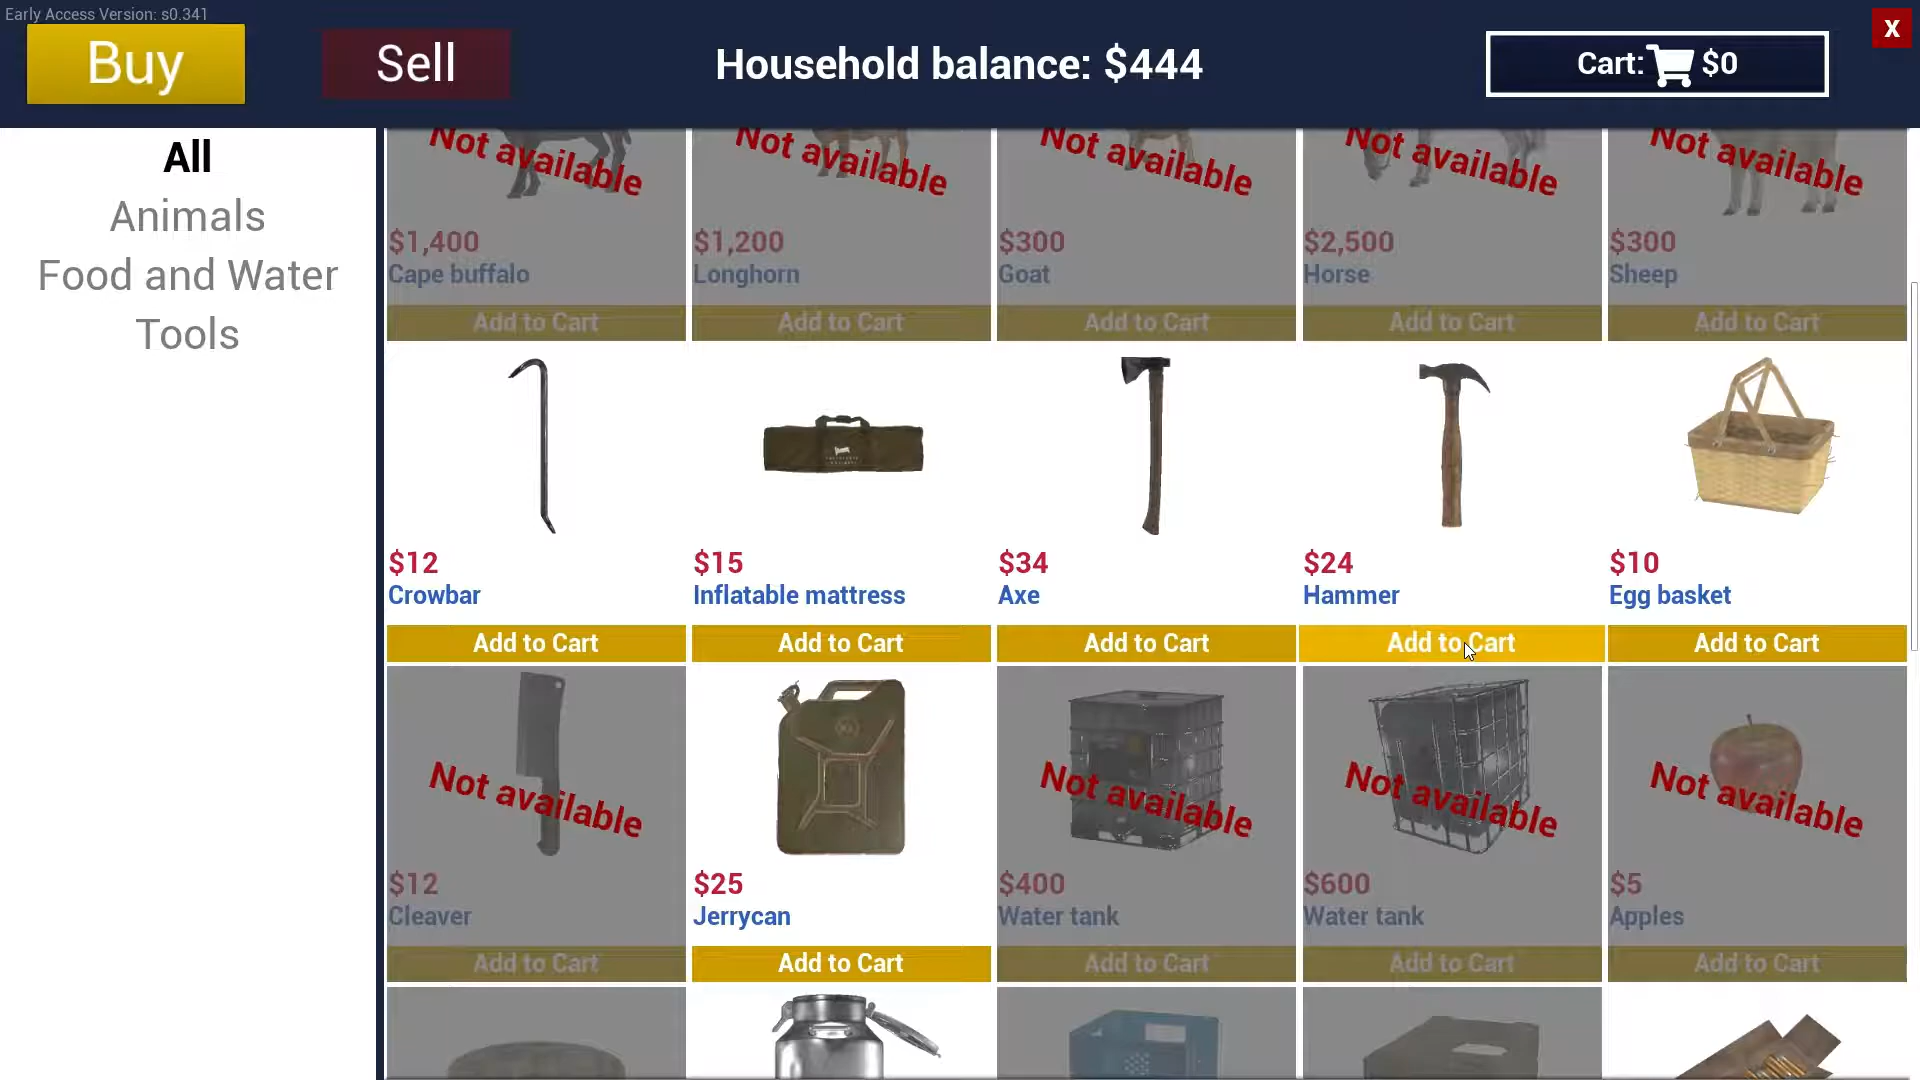 Early Access Version: s0.341
Buy
Sell
Household balance: $444
Cart: $0
X
All
Animals
Food and Water
Tools
Not available
Not available
Not available
Not available
Not available
$1,400
$1,200
$300
$2,500
$300
Cape buffalo
Longhorn
Goat
Horse
Sheep
Add to Cart
Add to Cart
Add to Cart
Add to Cart
Add to Cart
$12
$15
$34
$24
$10
Crowbar
Inflatable mattress
Axe
Hammer
Egg basket
Add to Cart
Add to Cart
Add to Cart
Add to Cart
Add to Cart
Not available
Not available
Not available
Not available
$12
$25
$400
$600
$5
Cleaver
Jerrycan
Water tank
Water tank
Apples
Add to Cart
Add to Cart
Add to Cart
Add to Cart
Add to Cart